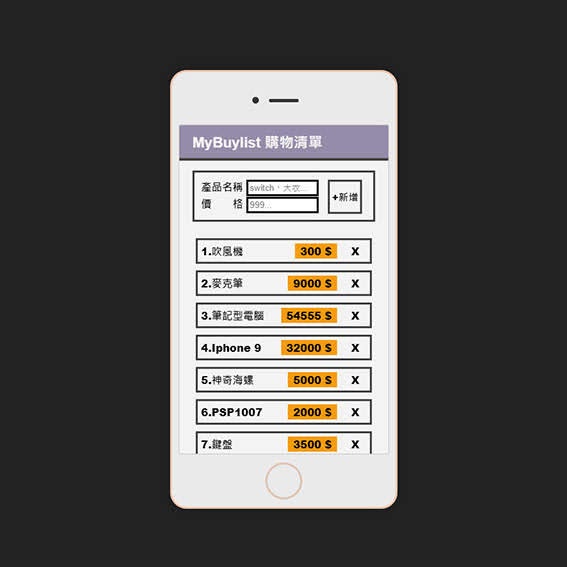 MyBuylist 購物清單
產品名稱 switch、大衣...
價 格 999...
+新增
1.吹風機 300 $ X
2.麥克筆 9000 $ X
3.筆記型電腦 54555 $ X
4.Iphone 9 32000 $ X
5.神奇海螺 5000 $ X
6.PSP1007 2000 $ X
7.鍵盤 3500 $ X